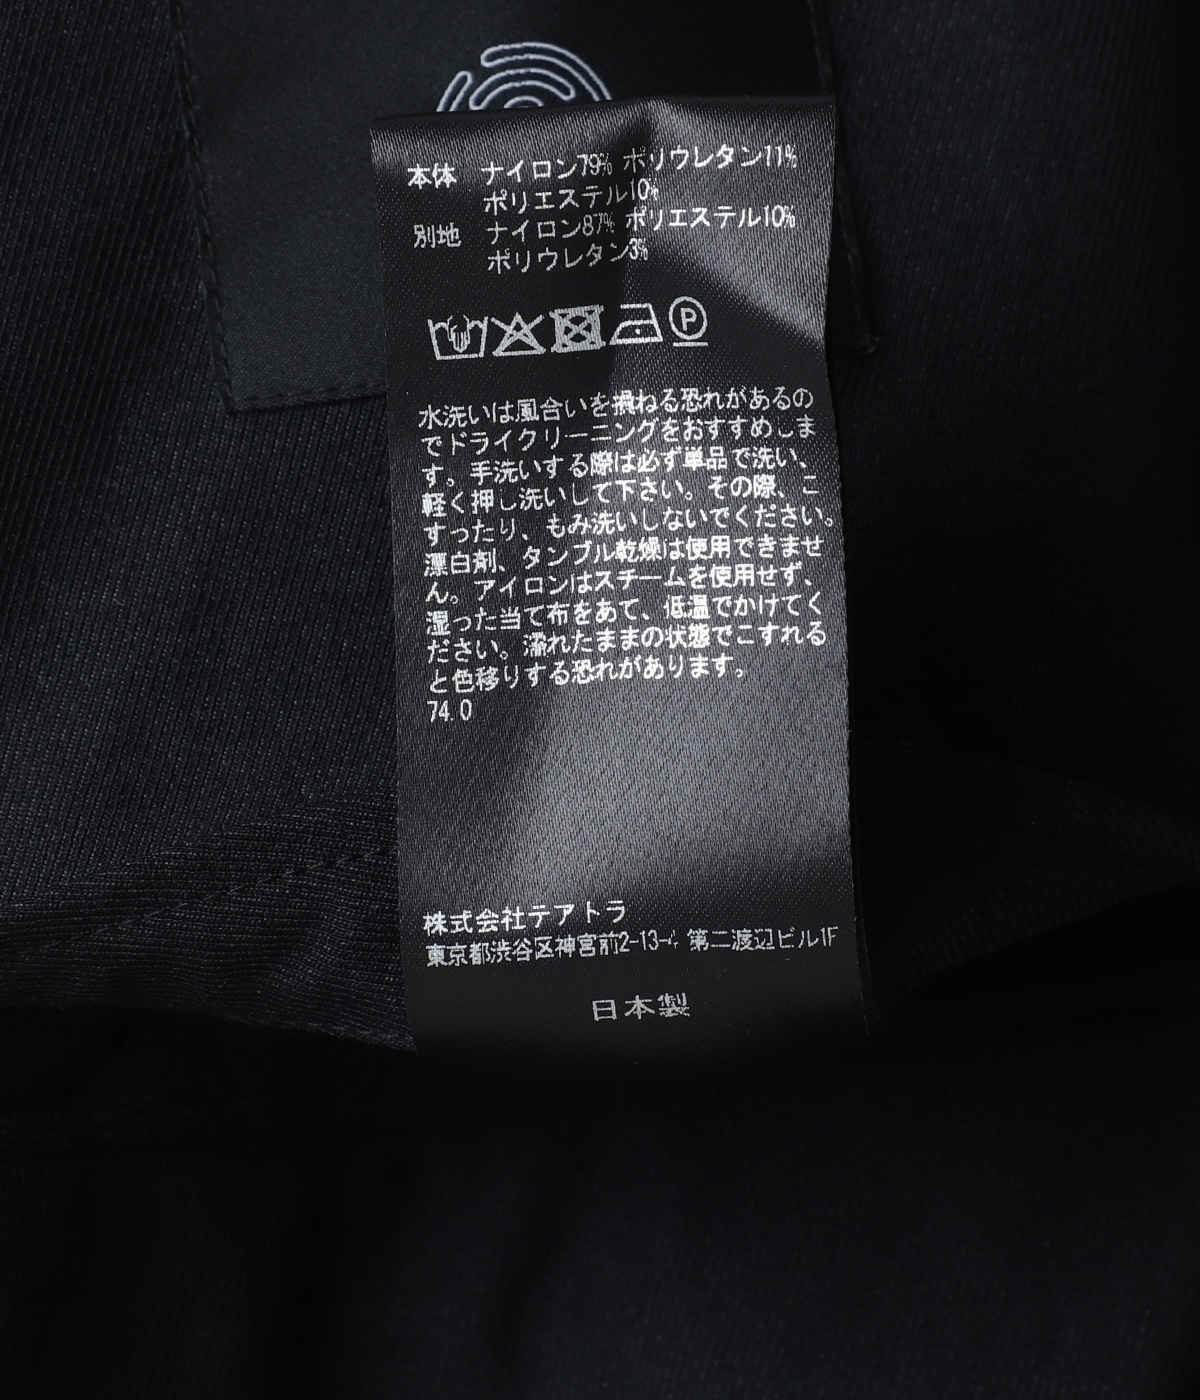 本体 ナイロン79% ポリウレタン11%
ポリエステル10%
別地 ナイロン87% ポリエステル10%
ポリウレタン3%
P
水洗いは風合いを損ねる恐れがあるの
でドライクリーニングをおすすめしま
す。手洗いする際は必ず単品で洗い、
軽く押し洗いして下さい。その際、こ
すったり、もみ洗いしないでください。
漂白剤、タンブル乾燥は使用できませ
ん。アイロンはスチームを使用せず、
湿った当て布をあて、低温でかけてく
ださい。濡れたままの状態でこすれる
と色移りする恐れがあります。
74.0
株式会社テアトラ
東京都渋谷区神宮前2-13-4 第二渡辺ビル1F
日本製